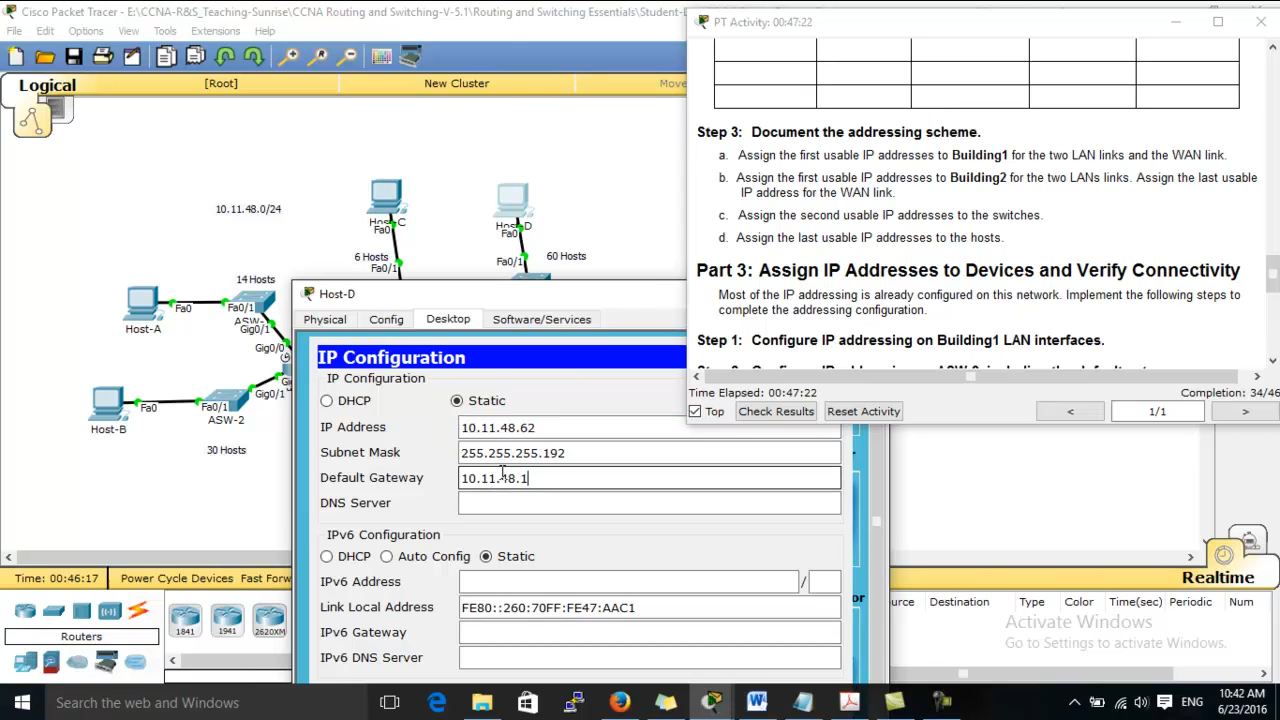 Cisco Packet Tracer - E:\CCNA-R&S_Teaching-Sunrise\CCNA Routing and Switching-V-5.1\Routing and Switching Essentials\Student-
File Edit Options View Tools Extensions Help
Logical
[Root]
New Cluster
Move
10.11.48.0/24
Host-C
Fa0
Host-D
Fa0
6 Hosts
Fa0/1
Fa0/1
60 Hosts
14 Hosts
Host-A
Fa0
Fa0/1
Gig0/1
Gig0/0
Gig0/1
Host-B
Fa0
Fa0/1
ASW-2
Gig0/1
30 Hosts
PT Activity: 00:47:22
Step 3: Document the addressing scheme.
a. Assign the first usable IP addresses to Building1 for the two LAN links and the WAN link.
b. Assign the first usable IP addresses to Building2 for the two LANs links. Assign the last usable
IP address for the WAN link.
c. Assign the second usable IP addresses to the switches.
d. Assign the last usable IP addresses to the hosts.
Part 3: Assign IP Addresses to Devices and Verify Connectivity
Most of the IP addressing is already configured on this network. Implement the following steps to
complete the addressing configuration.
Step 1: Configure IP addressing on Building1 LAN interfaces.
Time Elapsed: 00:47:22
Completion: 34/46
Top
Check Results
Reset Activity
<
1/1
>
Host-D
Physical Config Desktop Software/Services
IP Configuration
IP Configuration
DHCP Static
IP Address 10.11.48.62
Subnet Mask 255.255.255.192
Default Gateway 10.11.48.1
DNS Server
IPv6 Configuration
DHCP Auto Config Static
IPv6 Address /
Link Local Address FE80::260:70FF:FE47:AAC1
IPv6 Gateway
IPv6 DNS Server
Time: 00:46:17 Power Cycle Devices Fast Forw
Realtime
Routers
1841 1941 2620XM
ource Destination Type Color Time(sec) Periodic Num
Activate Windows
Go to Settings to activate Windows.
Search the web and Windows
ENG
10:42 AM
6/23/2016